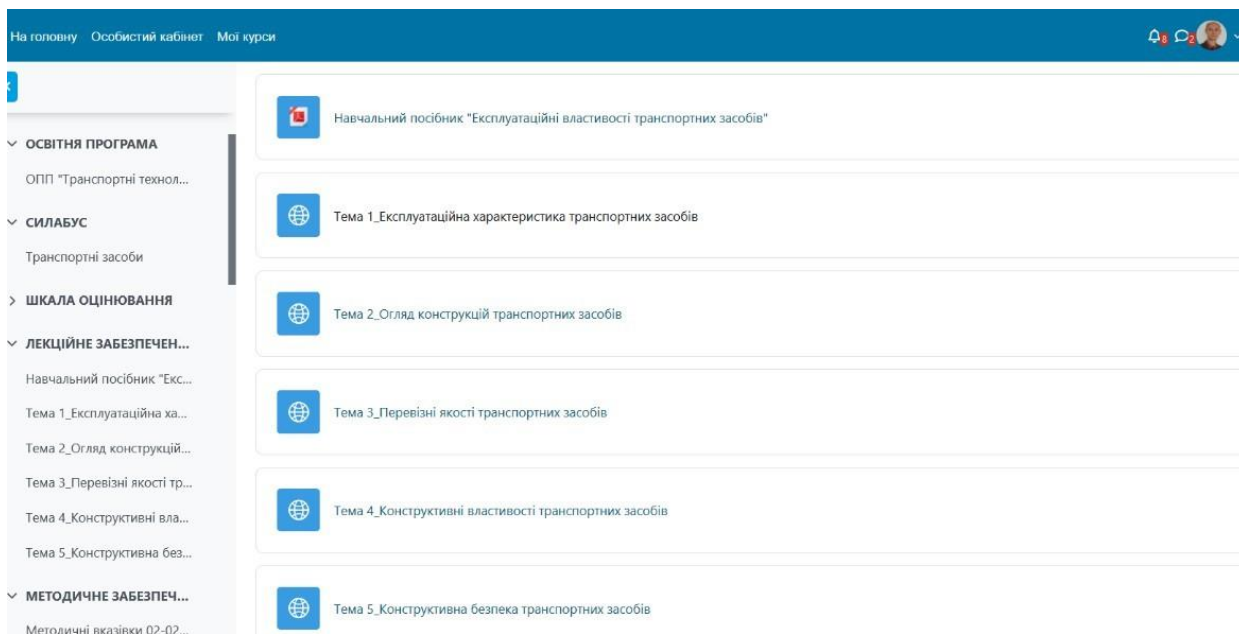 На головну Особистий кабінет Мої курси
8 2
ОСВІТНЯ ПРОГРАМА
ОПП "Транспортні технол...
СИЛАБУС
Транспортні засоби
ШКАЛА ОЦІНЮВАННЯ
ЛЕКЦІЙНЕ ЗАБЕЗПЕЧЕН...
Навчальний посібник "Екс...
Тема 1_Експлуатаційна ха...
Тема 2_Огляд конструкцій...
Тема 3_Перевізні якості тр...
Тема 4_Конструктивні вла...
Тема 5_Конструктивна без...
МЕТОДИЧНЕ ЗАБЕЗПЕЧ...
Методичні вказівки 02-02...
Навчальний посібник "Експлуатаційні властивості транспортних засобів"
Тема 1_Експлуатаційна характеристика транспортних засобів
Тема 2_Огляд конструкцій транспортних засобів
Тема 3_Перевізні якості транспортних засобів
Тема 4_Конструктивні властивості транспортних засобів
Тема 5_Конструктивна безпека транспортних засобів